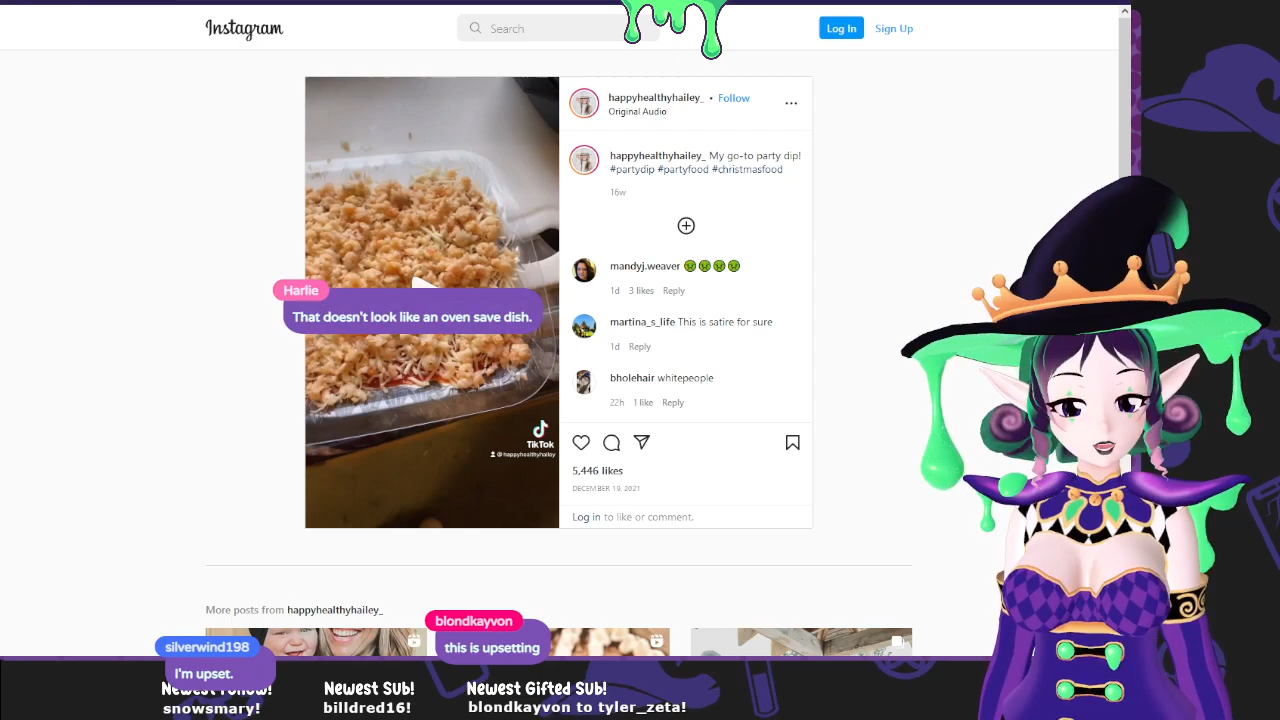 Instagram
Search
Log In
Sign Up
happyhealthyhailey_ • Follow
Original Audio
happyhealthyhailey_ My go-to party dip!
#partydip #partyfood #christmasfood
16w
mandyj.weaver
1d 3 likes Reply
martina_s_life This is satire for sure
1d Reply
bholehair whitepeople
22h 1 like Reply
5,446 likes
DECEMBER 19, 2021
Log in to like or comment.
Harlie
That doesn't look like an oven save dish.
TikTok
@happyhealthyhailey
More posts from happyhealthyhailey_
blondkayvon
this is upsetting
silverwind198
I'm upset.
Newest Follow!
snowsmary!
Newest Sub!
billdred16!
Newest Gifted Sub!
blondkayvon to tyler_zeta!